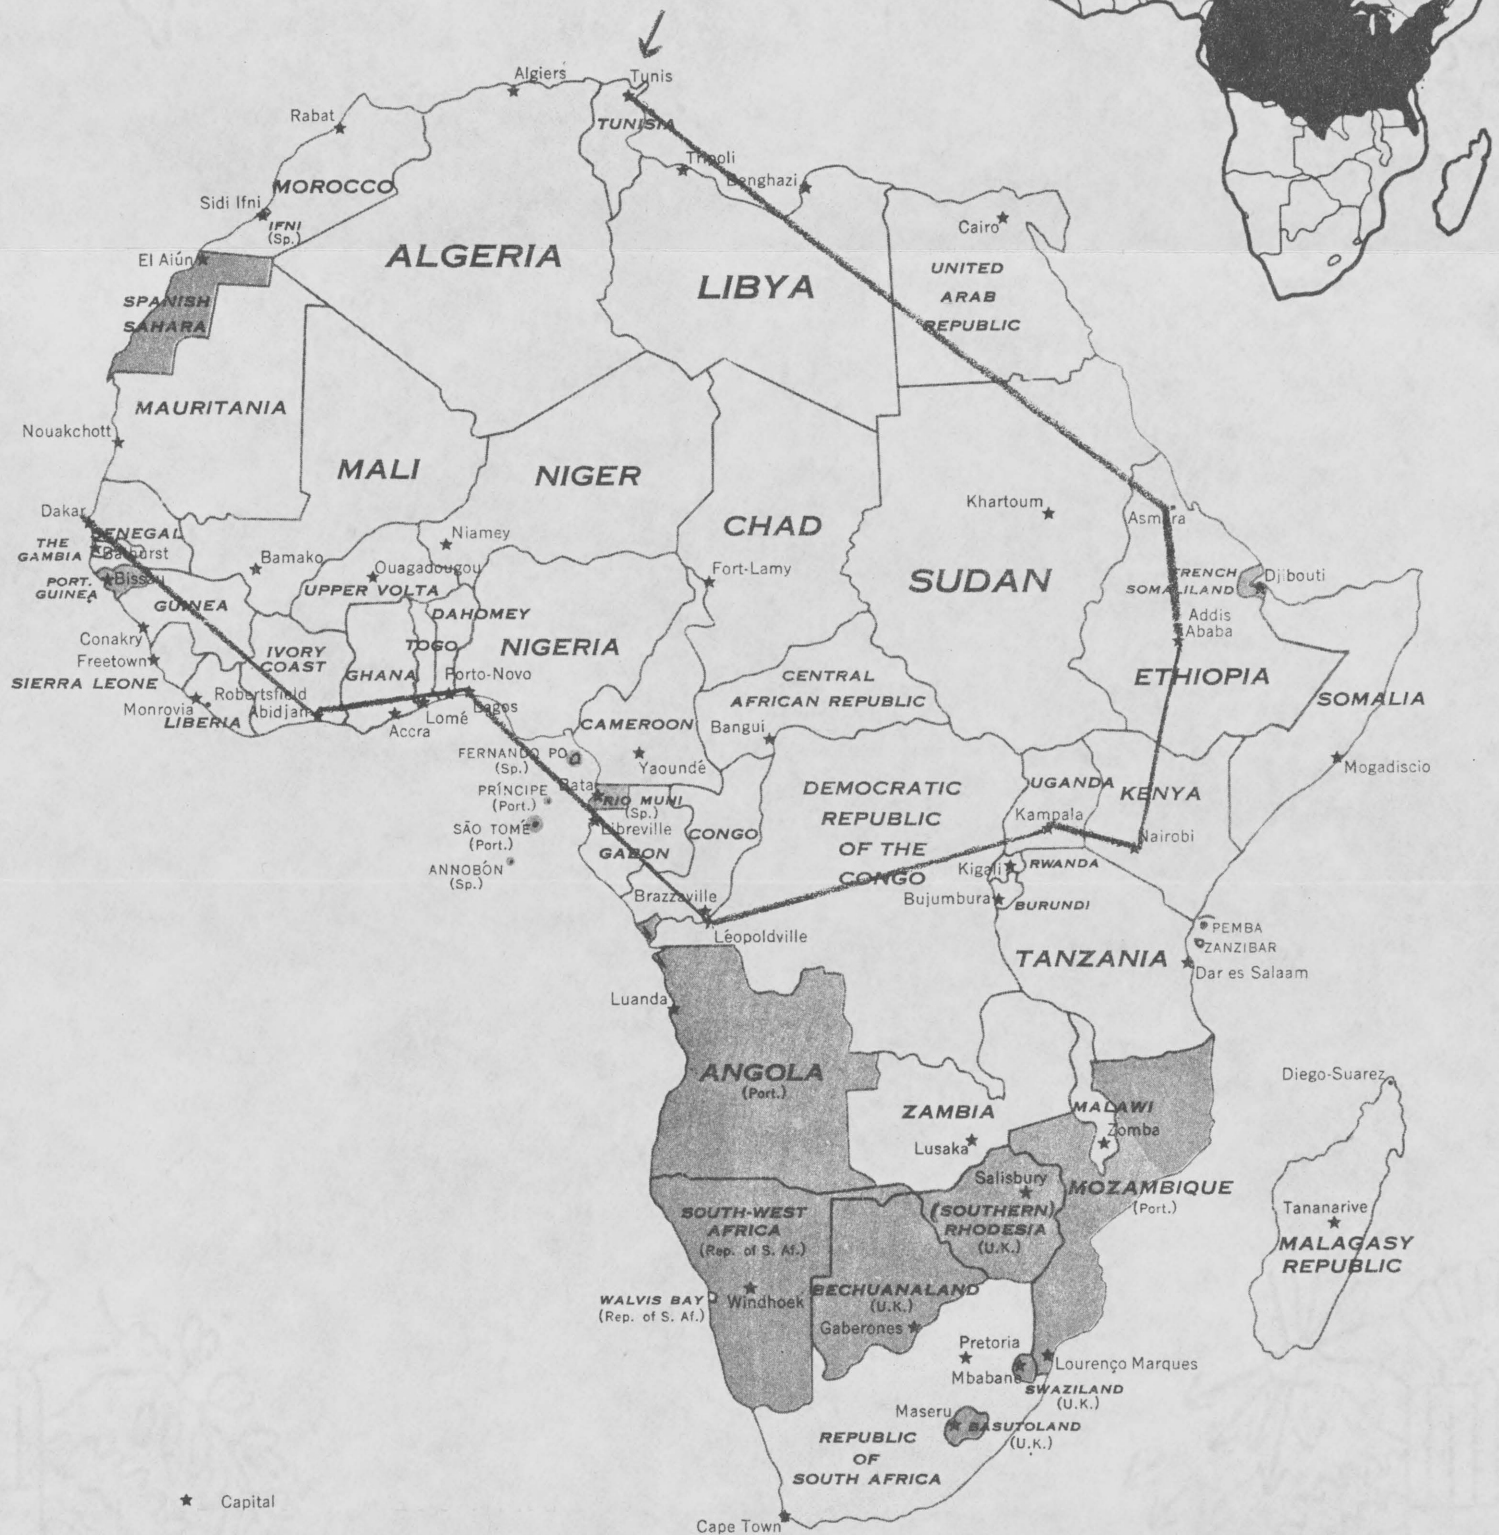 Algiers
Tunis
Rabat
TUNISIA
Tripoli
Benghazi
MOROCCO
Sidi Ifni
IFNI
(Sp.)
Cairo
El Aiún
ALGERIA
LIBYA
UNITED
ARAB
REPUBLIC
SPANISH
SAHARA
MAURITANIA
Nouakchott
MALI
NIGER
CHAD
Khartoum
SUDAN
Asmara
Dakar
SENEGAL
THE
GAMBIA
Bathurst
PORT.
GUINEA
Bissau
GUINEA
Bamako
Niamey
Ouagadougou
UPPER VOLTA
DAHOMEY
Fort-Lamy
FRENCH
SOMALILAND
Djibouti
Addis
Ababa
Conakry
Freetown
SIERRA LEONE
IVORY
COAST
TOGO
GHANA
NIGERIA
Porto-Novo
ETHIOPIA
SOMALIA
CENTRAL
AFRICAN REPUBLIC
Monrovia
LIBERIA
Robertsfield
Abidjan
Accra
Lomé
Lagos
CAMEROON
Bangui
FERNANDO PO
(Sp.)
Yaoundé
Mogadiscio
Bata
RIO MUNI
(Sp.)
PRÍNCIPE
(Port.)
DEMOCRATIC
REPUBLIC
OF THE
CONGO
UGANDA
KENYA
Kampala
Nairobi
SÃO TOMÉ
(Port.)
Libreville
CONGO
GABON
ANNOBÓN
(Sp.)
Kigali
RWANDA
Bujumbura
BURUNDI
Brazzaville
Léopoldville
PEMBA
ZANZIBAR
TANZANIA
Dar es Salaam
Luanda
ANGOLA
(Port.)
Diego-Suarez
ZAMBIA
MALAWI
Zomba
Lusaka
Salisbury
MOZAMBIQUE
(Port.)
SOUTH-WEST
AFRICA
(Rep. of S. Af.)
(SOUTHERN)
RHODESIA
(U.K.)
Tananarive
MALAGASY
REPUBLIC
WALVIS BAY
(Rep. of S. Af.)
Windhoek
BECHUANALAND
(U.K.)
Gaberones
Pretoria
Mbabane
Lourenço Marques
SWAZILAND
(U.K.)
Maseru
BASUTOLAND
(U.K.)
REPUBLIC
OF
SOUTH AFRICA
Capital
Cape Town